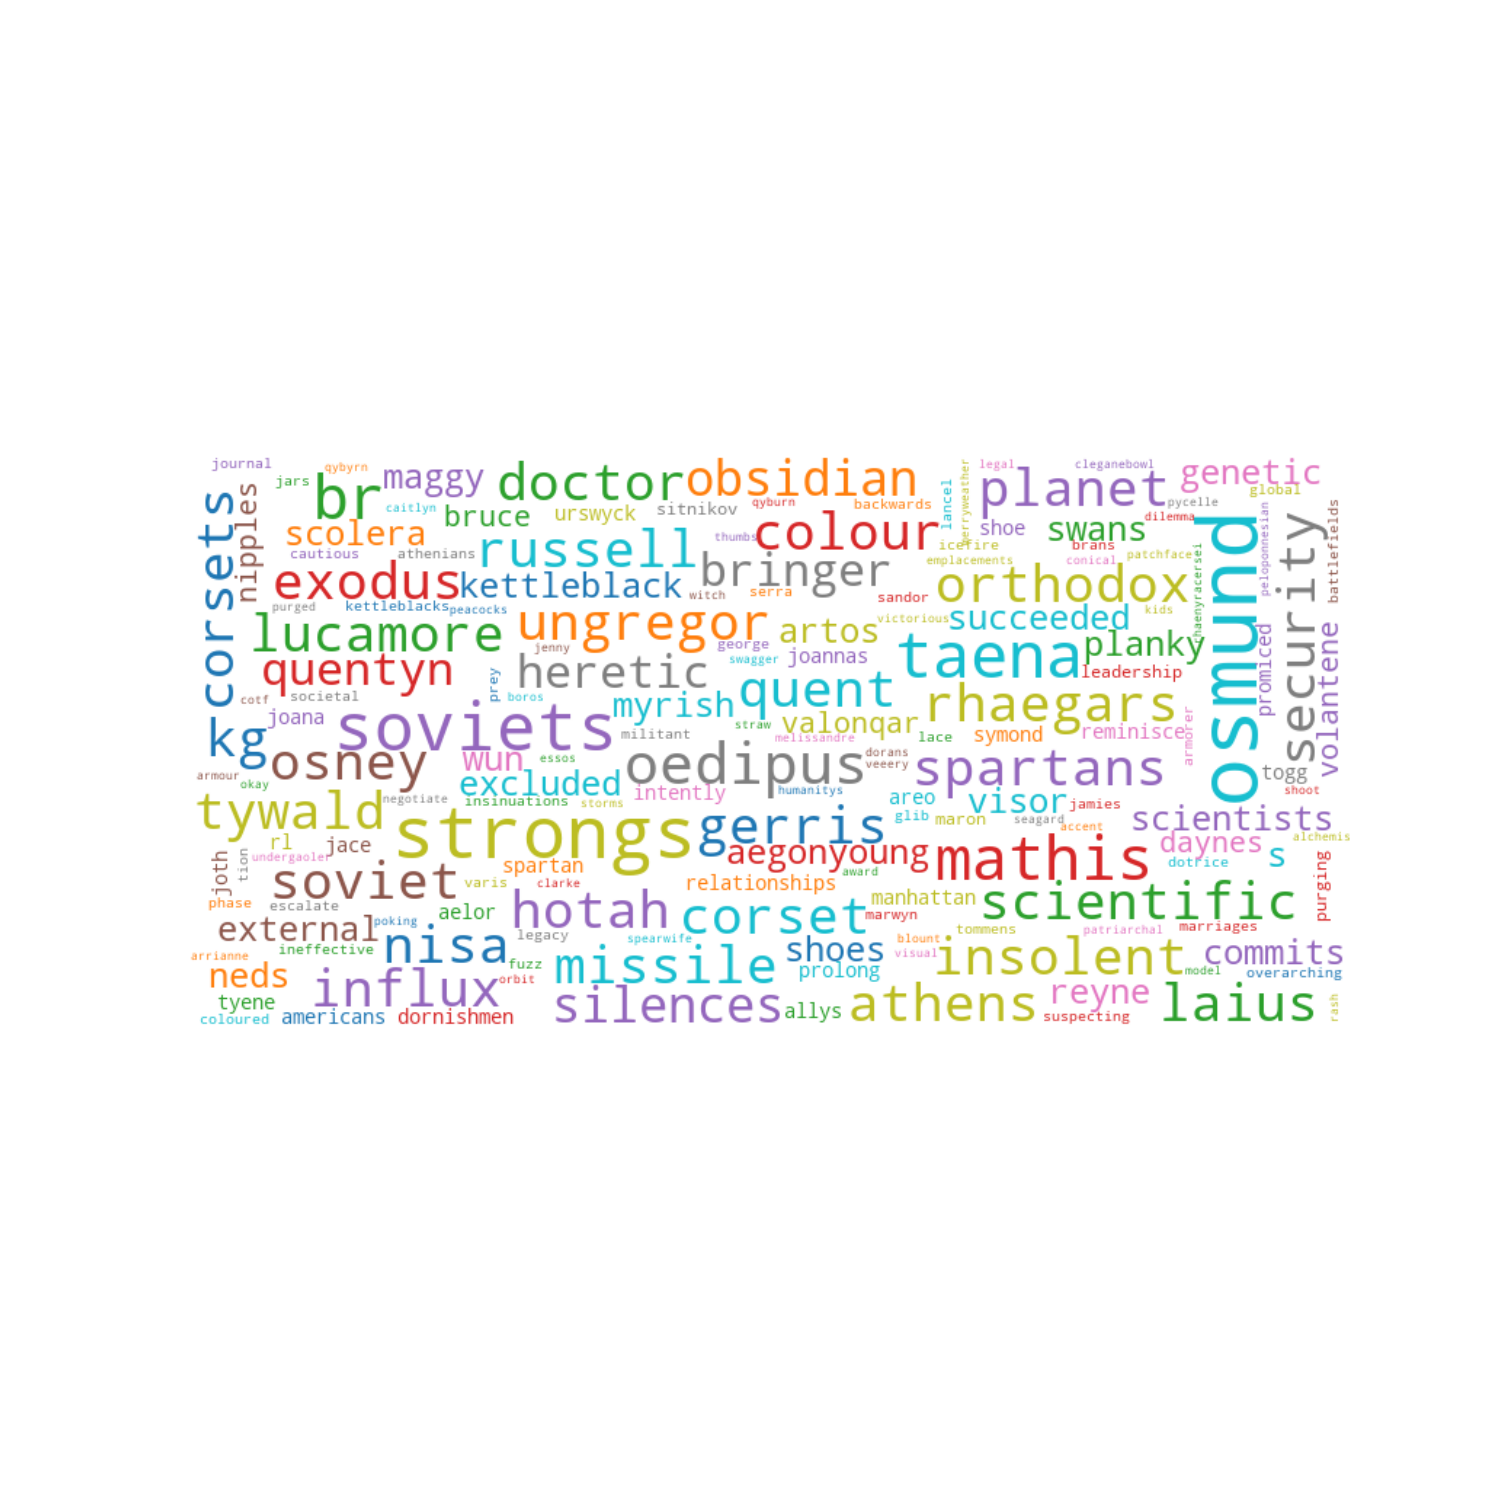 journal
qybyrn
jars
br
maggy
doctor
obsidian
legal
cleganebowl
planet
genetic
global
caitlyn
bruce
urswyck
sitnikov
qyburn
backwards
lancel
merryweather
shoe
swans
dilemma
pycelle
corsets
nipples
scolera
cautious
athenians
russell
thumbs
colour
icefire
emplacements
brans
conical
patchface
osmund
security
peloponnesian
battlefields
exodus
kettleblack
witch
bringer
serra
sandor
orthodox
chaenyracersei
purged
kettleblacks
peacocks
lucamore
ungregor
jenny
george
swagger
artos
joannas
victorious
succeeded
kids
planky
leadership
promiced
volantene
quentyn
societal
cotf
prey
heretic
boros
taena
joana
kg
soviets
myrish
quent
militant
straw
melissandre
valonqar
lace
rhaegars
symond
reminisce
armorer
osney
armour
okay
wun
essos
excluded
insinuations
oedipus
dorans
veeery
humanitys
intently
spartans
togg
shoot
tywald
negotiate
storms
strongs
gerris
areo
glib
maron
visor
jamies
seagard
accent
scientists
alchemis
rl
jace
undergaoler
joth
tion
aegonyoung
mathis
daynes
dotrice
s
purging
phase
soviet
escalate
varis
spartan
clarke
relationships
award
manhattan
marwyn
scientific
external
poking
aelor
hotah
legacy
corset
spearwife
tommens
patriarchal
marriages
arrianne
ineffective
nisa
fuzz
orbit
missile
shoes
prolong
blount
visual
insolent
model
commits
overarching
neds
influx
tyene
coloured
americans
dornishmen
silences
allys
athens
reyne
suspecting
laius
rash